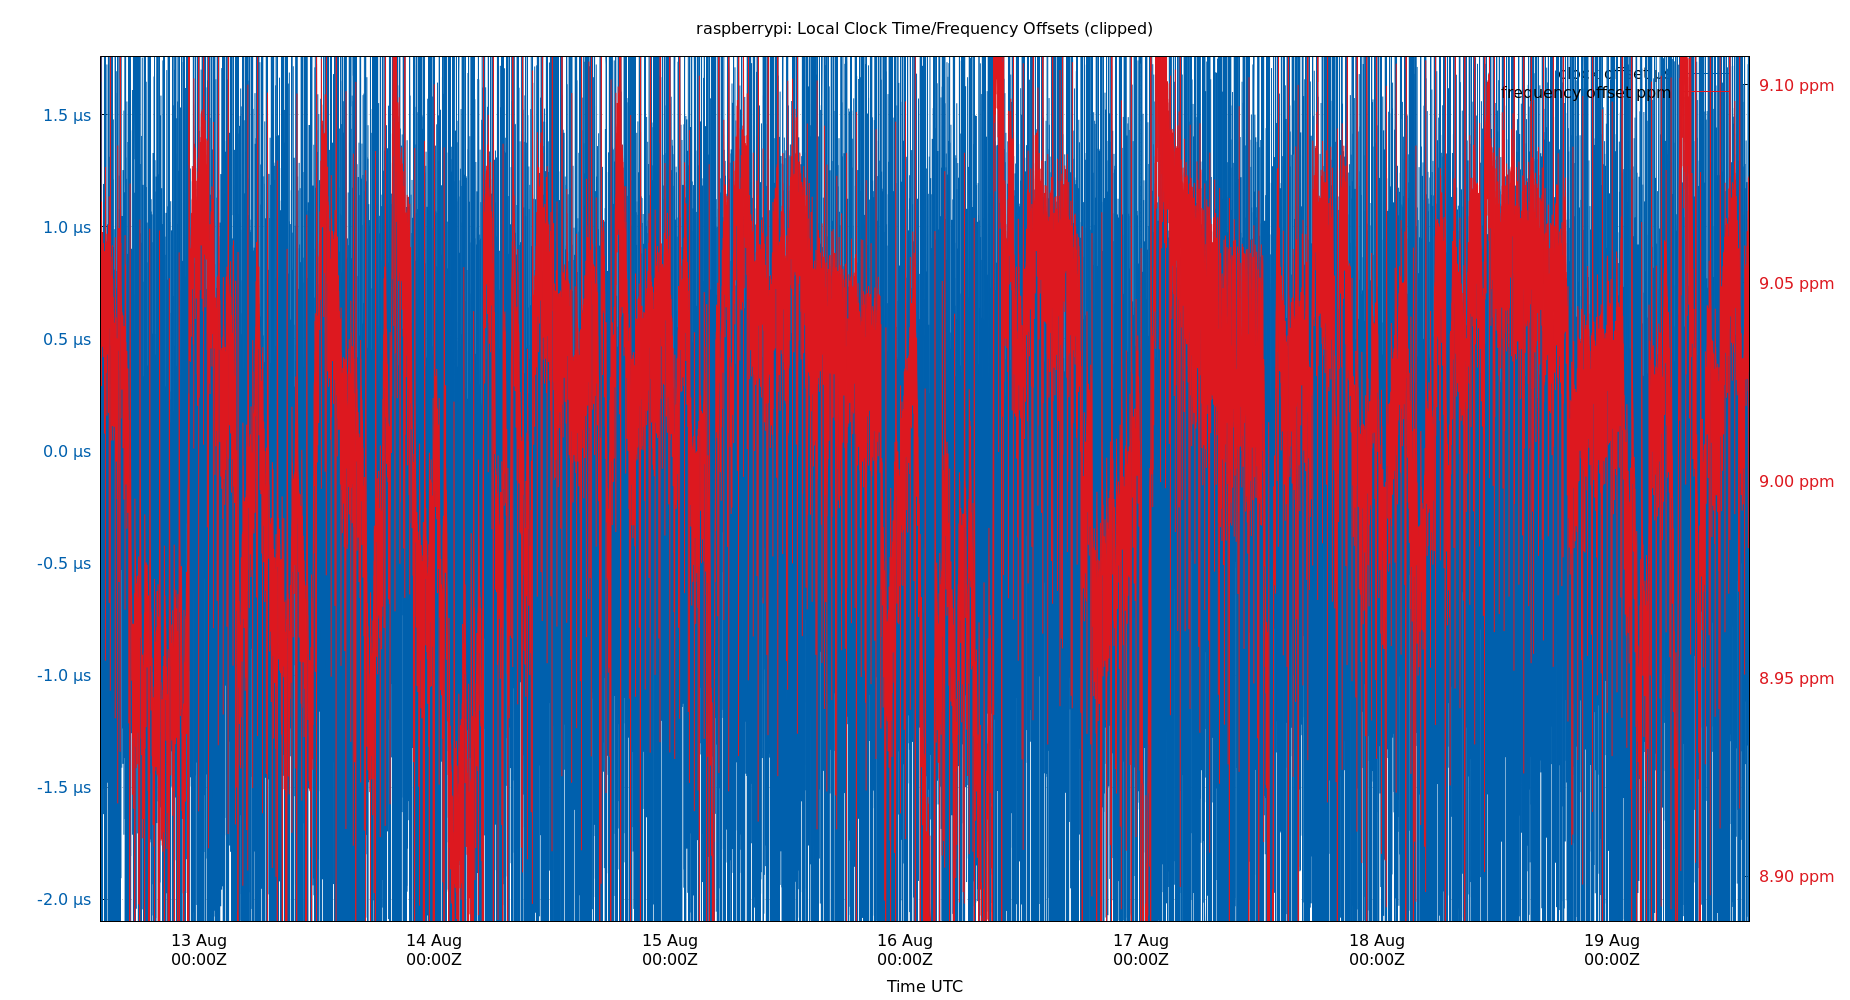 raspberrypi: Local Clock Time/Frequency Offsets (clipped)
clock offset µs
frequency offset ppm
1.5 µs
1.0 µs
0.5 µs
0.0 µs
-0.5 µs
-1.0 µs
-1.5 µs
-2.0 µs
9.10 ppm
9.05 ppm
9.00 ppm
8.95 ppm
8.90 ppm
13 Aug
00:00Z
14 Aug
00:00Z
15 Aug
00:00Z
16 Aug
00:00Z
17 Aug
00:00Z
18 Aug
00:00Z
19 Aug
00:00Z
Time UTC